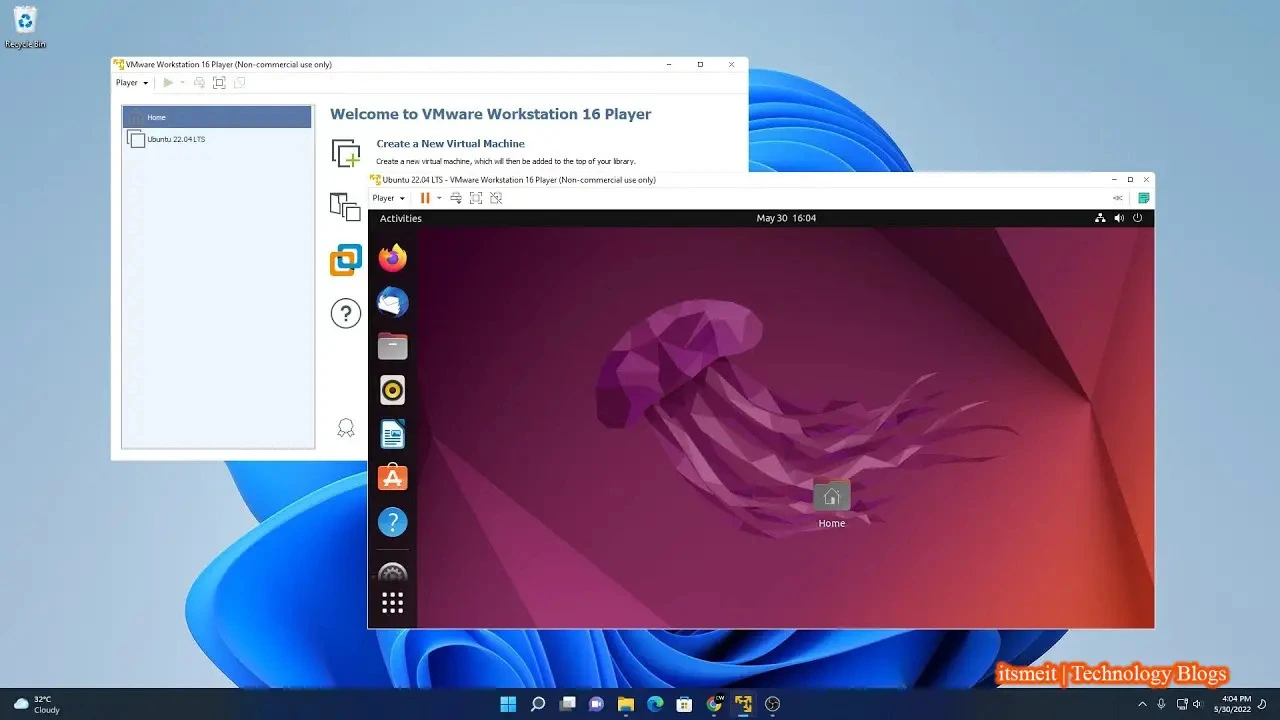 Recycle Bin
VMware Workstation 16 Player (Non-commercial use only)
Player
Home
Ubuntu 22.04 LTS
Welcome to VMware Workstation 16 Player
Create a New Virtual Machine
Create a new virtual machine, which will then be added to the top of your library.
Ubuntu 22.04 LTS - VMware Workstation 16 Player (Non-commercial use only)
Player
Activities
May 30 16:04
Home
itsmeit | Technology Blogs
32°C
Cloudy
CW
4:04 PM
5/30/2022